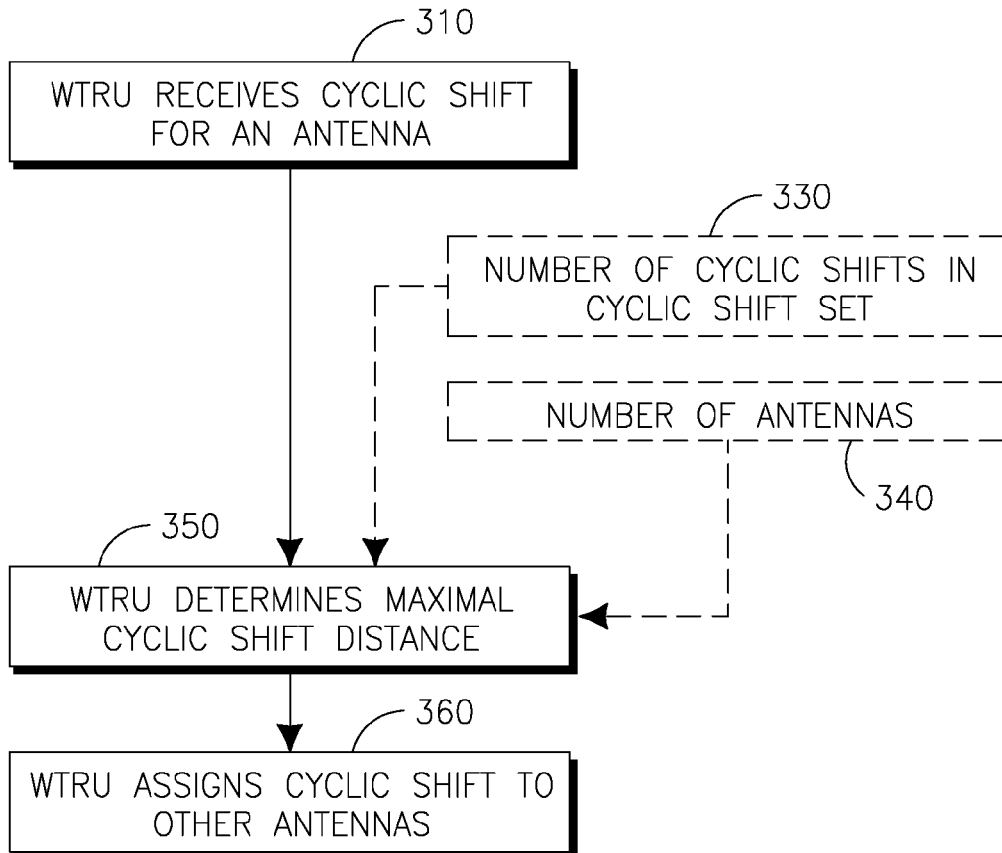 310
WTRU RECEIVES CYCLIC SHIFT
FOR AN ANTENNA
330
NUMBER OF CYCLIC SHIFTS IN
CYCLIC SHIFT SET
NUMBER OF ANTENNAS
340
350
WTRU DETERMINES MAXIMAL
CYCLIC SHIFT DISTANCE
360
WTRU ASSIGNS CYCLIC SHIFT TO
OTHER ANTENNAS